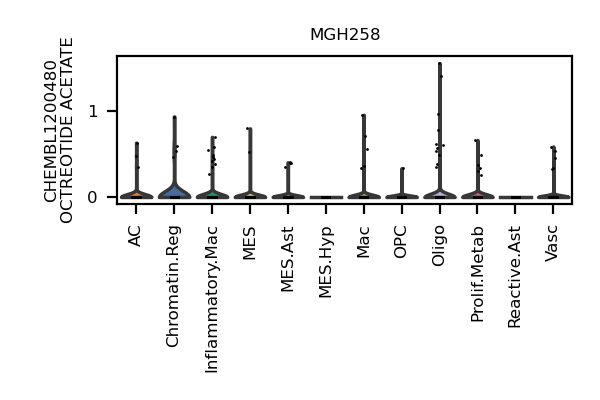 MGH258
CHEMBL1200480
OCTREOTIDE ACETATE
1
0
AC
Chromatin.Reg
Inflammatory.Mac
MES
MES.Ast
MES.Hyp
Mac
OPC
Oligo
Prolif.Metab
Reactive.Ast
Vasc